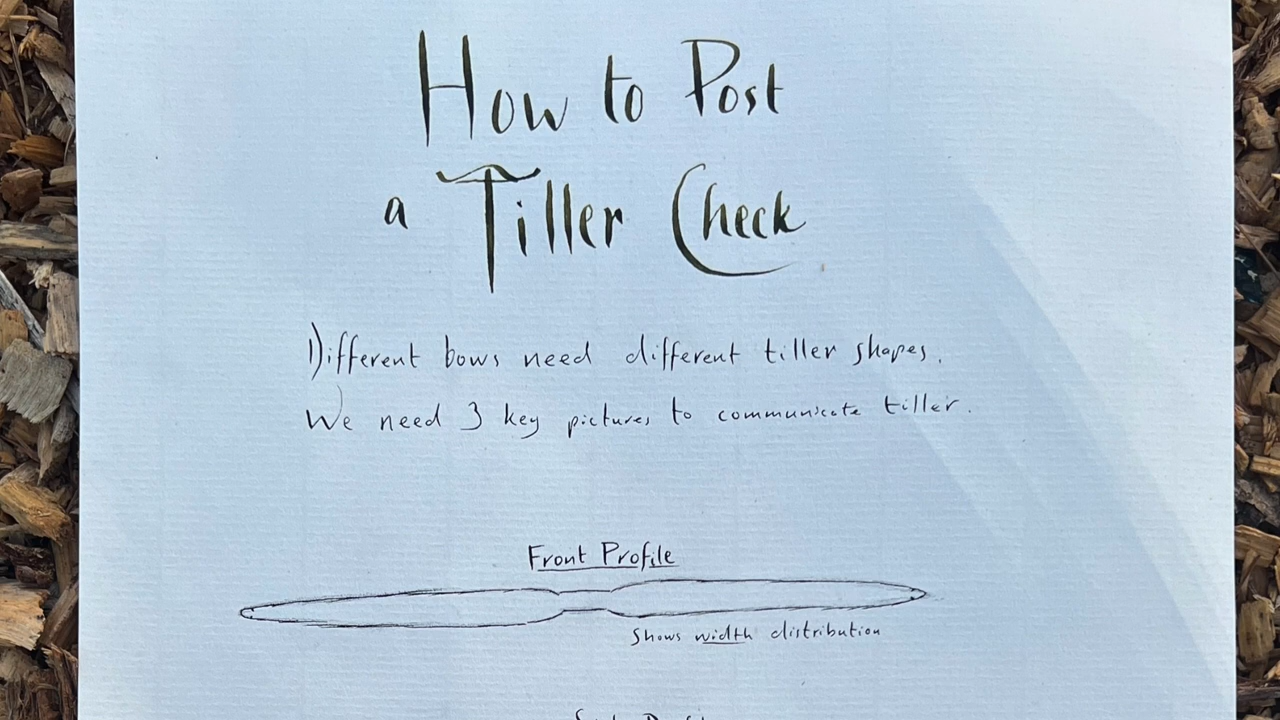 How to Post
a Tiller Check
Different bows need different tiller shapes.
We need 3 key pictures to communicate tiller.
Front Profile
Shows width distribution